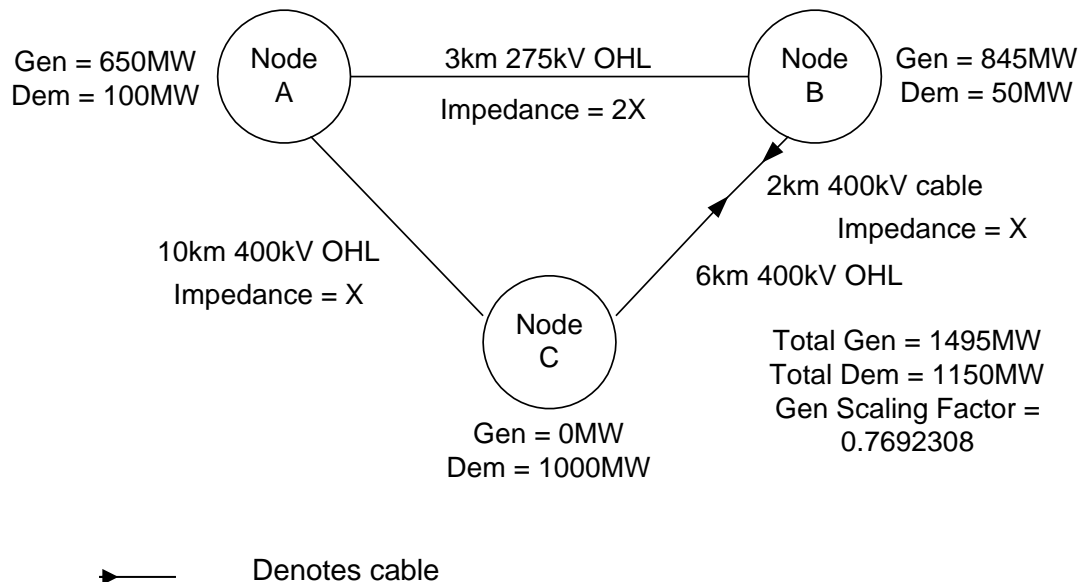 Gen = 650MW
Dem = 100MW
Node
A
3km 275kV OHL
Impedance = 2X
Node
B
Gen = 845MW
Dem = 50MW
2km 400kV cable
Impedance = X
10km 400kV OHL
Impedance = X
6km 400kV OHL
Node
C
Gen = 0MW
Dem = 1000MW
Total Gen = 1495MW
Total Dem = 1150MW
Gen Scaling Factor =
0.7692308
Denotes cable